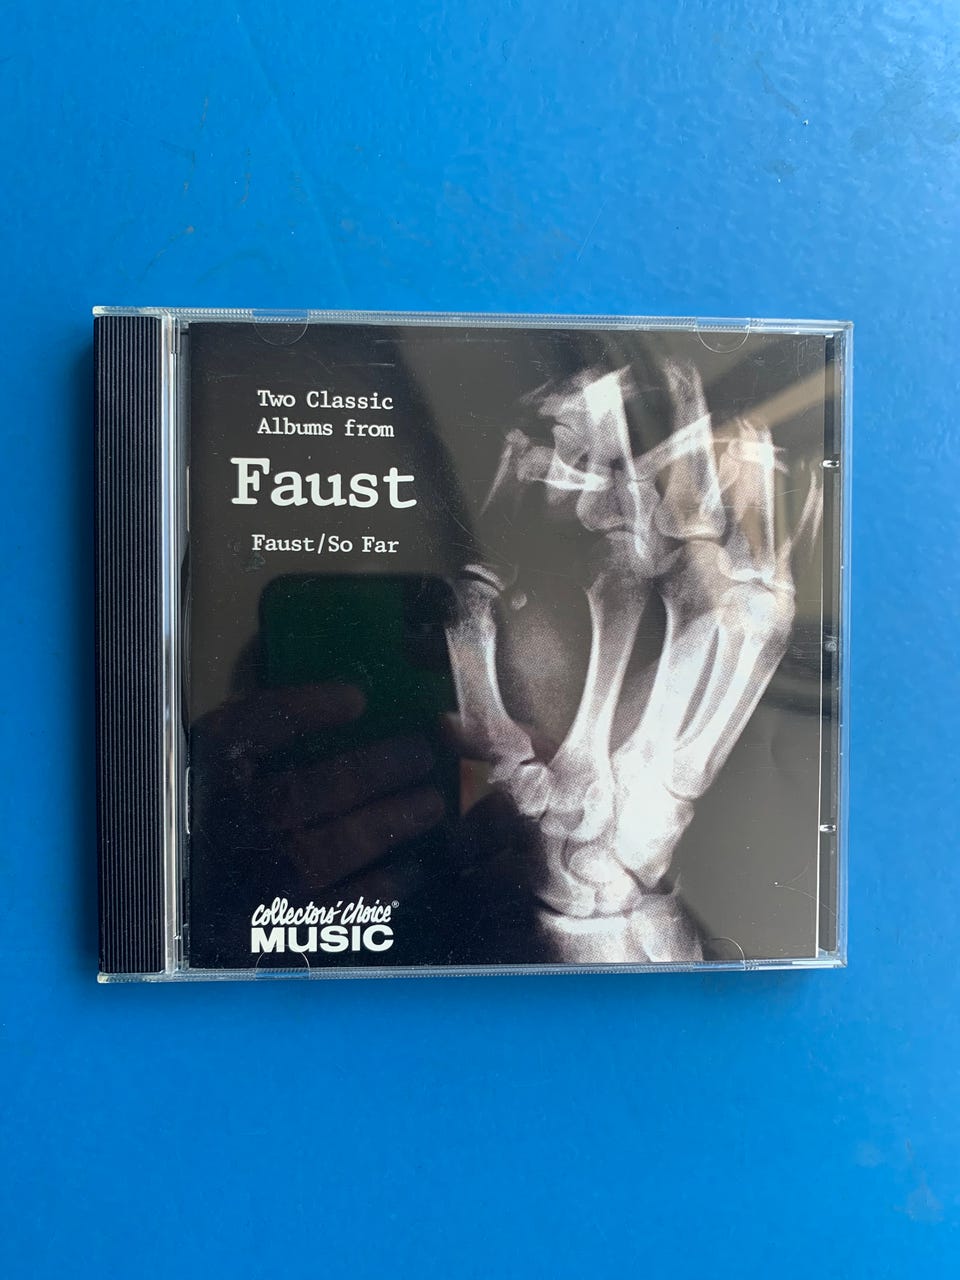 Two Classic
Albums from
Faust
Faust/So Far
Collectors' Choice®
MUSIC